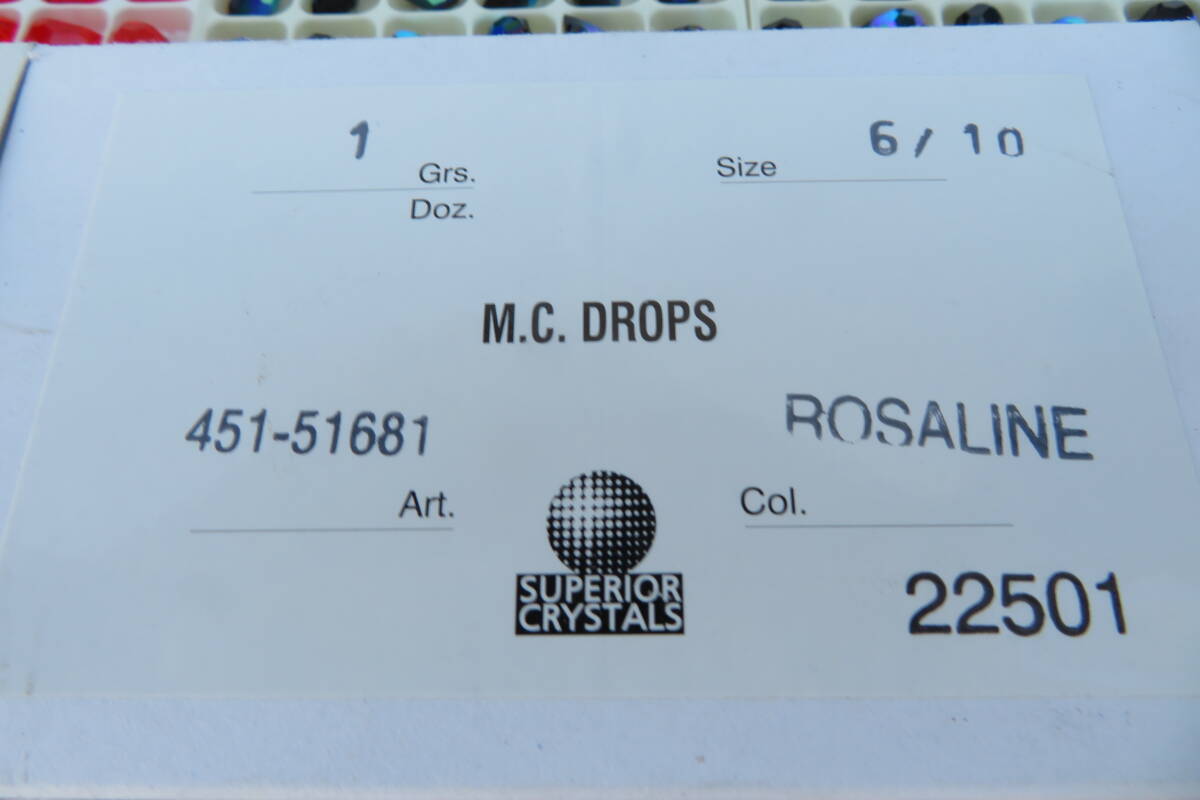 1 Grs.
Doz.
Size 6/10
M.C. DROPS
451-51681
Art.
ROSALINE
Col.
SUPERIOR
CRYSTALS
22501